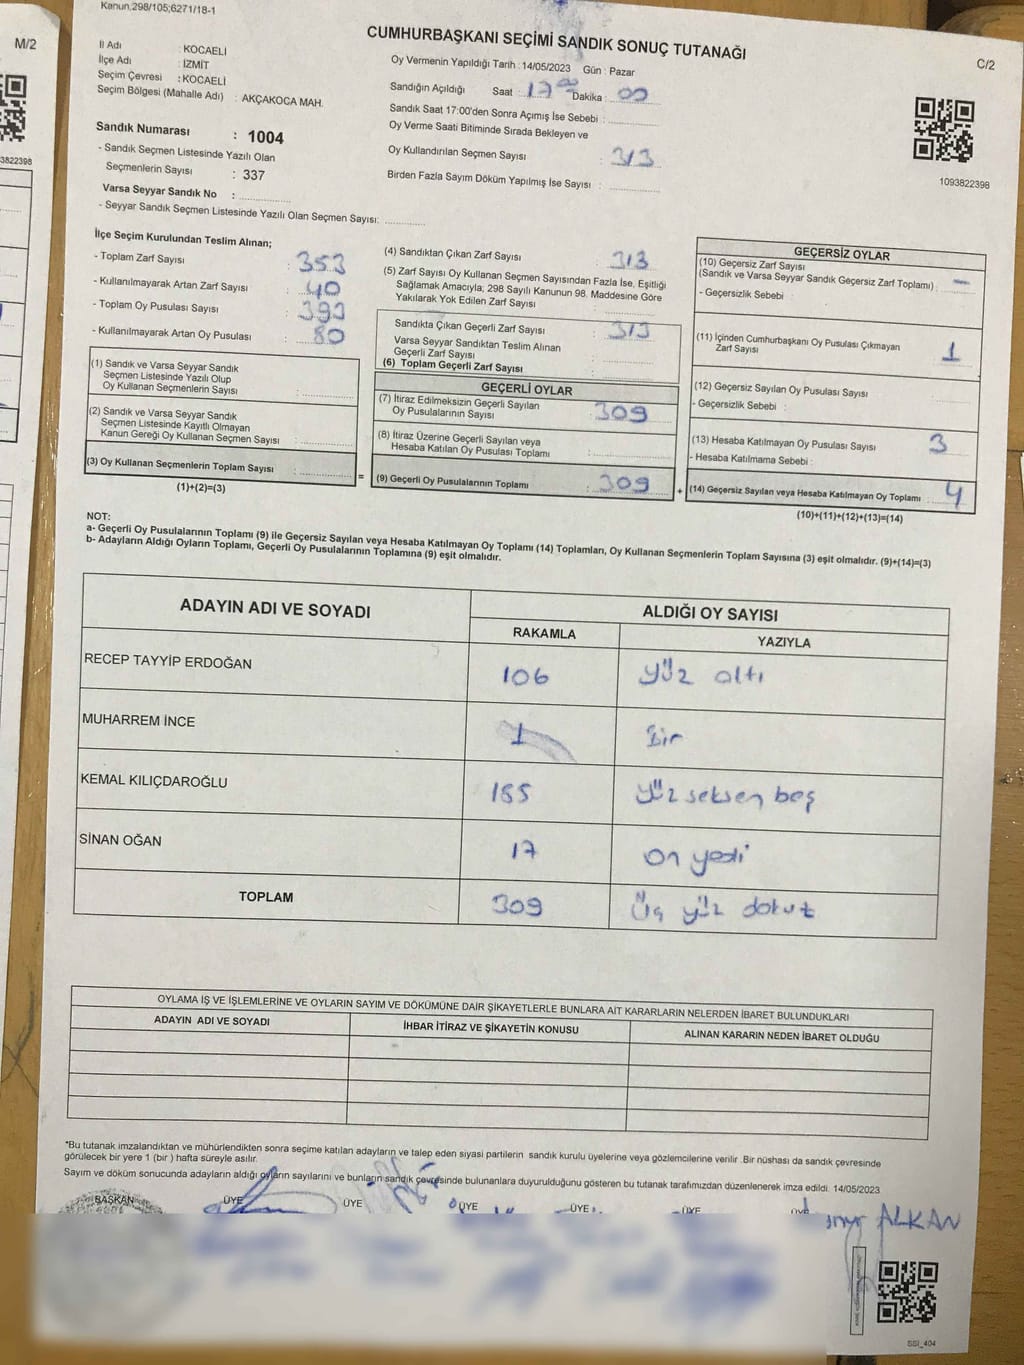 Kanun,298/105;6271/18-1
M/2
CUMHURBAŞKANI SEÇİMİ SANDIK SONUÇ TUTANAĞI
C/2
İl Adı : KOCAELİ
İlçe Adı : İZMİT
Seçim Çevresi : KOCAELİ
Seçim Bölgesi (Mahalle Adı) : AKÇAKOCA MAH.
Oy Vermenin Yapıldığı Tarih : 14/05/2023 Gün : Pazar
Sandığın Açıldığı Saat : 17⁰⁰ Dakika : 00
Sandık Saat 17:00'den Sonra Açımış İse Sebebi :
Oy Verme Saati Bitiminde Sırada Bekleyen ve
Oy Kullandırılan Seçmen Sayısı : 313
Birden Fazla Sayım Döküm Yapılmış İse Sayısı :
1093822398
3822398
Sandık Numarası : 1004
- Sandık Seçmen Listesinde Yazılı Olan
Seçmenlerin Sayısı : 337
Varsa Seyyar Sandık No :
- Seyyar Sandık Seçmen Listesinde Yazılı Olan Seçmen Sayısı:
İlçe Seçim Kurulundan Teslim Alınan;
- Toplam Zarf Sayısı : 353
- Kullanılmayarak Artan Zarf Sayısı : 40
- Toplam Oy Pusulası Sayısı : 393
- Kullanılmayarak Artan Oy Pusulası : 80
(1) Sandık ve Varsa Seyyar Sandık
Seçmen Listesinde Yazılı Olup
Oy Kullanan Seçmenlerin Sayısı :
(2) Sandık ve Varsa Seyyar Sandık
Seçmen Listesinde Kayıtlı Olmayan
Kanun Gereği Oy Kullanan Seçmen Sayısı :
(3) Oy Kullanan Seçmenlerin Toplam Sayısı :
(1)+(2)=(3)
=
(4) Sandıktan Çıkan Zarf Sayısı : 313
(5) Zarf Sayısı Oy Kullanan Seçmen Sayısından Fazla İse, Eşitliği
Sağlamak Amacıyla; 298 Sayılı Kanunun 98. Maddesine Göre
Yakılarak Yok Edilen Zarf Sayısı :
Sandıkta Çıkan Geçerli Zarf Sayısı : 313
Varsa Seyyar Sandıktan Teslim Alınan
Geçerli Zarf Sayısı :
(6) Toplam Geçerli Zarf Sayısı :
GEÇERLİ OYLAR
(7) İtiraz Edilmeksizin Geçerli Sayılan
Oy Pusulalarının Sayısı : 309
(8) İtiraz Üzerine Geçerli Sayılan veya
Hesaba Katılan Oy Pusulası Toplamı :
(9) Geçerli Oy Pusulalarının Toplamı : 309
+
GEÇERSİZ OYLAR
(10) Geçersiz Zarf Sayısı
(Sandık ve Varsa Seyyar Sandık Geçersiz Zarf Toplamı) : -
- Geçersizlik Sebebi :
(11) İçinden Cumhurbaşkanı Oy Pusulası Çıkmayan
Zarf Sayısı : 1
(12) Geçersiz Sayılan Oy Pusulası Sayısı :
- Geçersizlik Sebebi :
(13) Hesaba Katılmayan Oy Pusulası Sayısı : 3
- Hesaba Katılmama Sebebi :
(14) Geçersiz Sayılan veya Hesaba Katılmayan Oy Toplamı : 4
(10)+(11)+(12)+(13)=(14)
NOT:
a- Geçerli Oy Pusulalarının Toplamı (9) ile Geçersiz Sayılan veya Hesaba Katılmayan Oy Toplamı (14) Toplamları, Oy Kullanan Seçmenlerin Toplam Sayısına (3) eşit olmalıdır. (9)+(14)=(3)
b- Adayların Aldığı Oyların Toplamı, Geçerli Oy Pusulalarının Toplamına (9) eşit olmalıdır.
ADAYIN ADI VE SOYADI ALDIĞI OY SAYISI
RAKAMLA YAZIYLA
RECEP TAYYİP ERDOĞAN 106 yüz altı
MUHARREM İNCE 1 Bir
KEMAL KILIÇDAROĞLU 185 yüz seksen beş
SİNAN OĞAN 17 on yedi
TOPLAM 309 Üç yüz dokuz
OYLAMA İŞ VE İŞLEMLERİNE VE OYLARIN SAYIM VE DÖKÜMÜNE DAİR ŞİKAYETLERLE BUNLARA AİT KARARLARIN NELERDEN İBARET BULUNDUKLARI
ADAYIN ADI VE SOYADI İHBAR İTİRAZ VE ŞİKAYETİN KONUSU ALINAN KARARIN NEDEN İBARET OLDUĞU
*Bu tutanak imzalandıktan ve mühürlendikten sonra seçime katılan adayların ve talep eden siyasi partilerin sandık kurulu üyelerine veya gözlemcilerine verilir .Bir nüshası da sandık çevresinde
görülecek bir yere 1 (bir ) hafta süreyle asılır.
Sayım ve döküm sonucunda adayların aldığı oyların sayılarını ve bunların sandık çevresinde bulunanlara duyurulduğunu gösteren bu tutanak tarafımızdan düzenlenerek imza edildi. 14/05/2023
BAŞKAN ÜYE ÜYE ÜYE ÜYE ÜYE ÜYE
ALKAN
SSİ_404